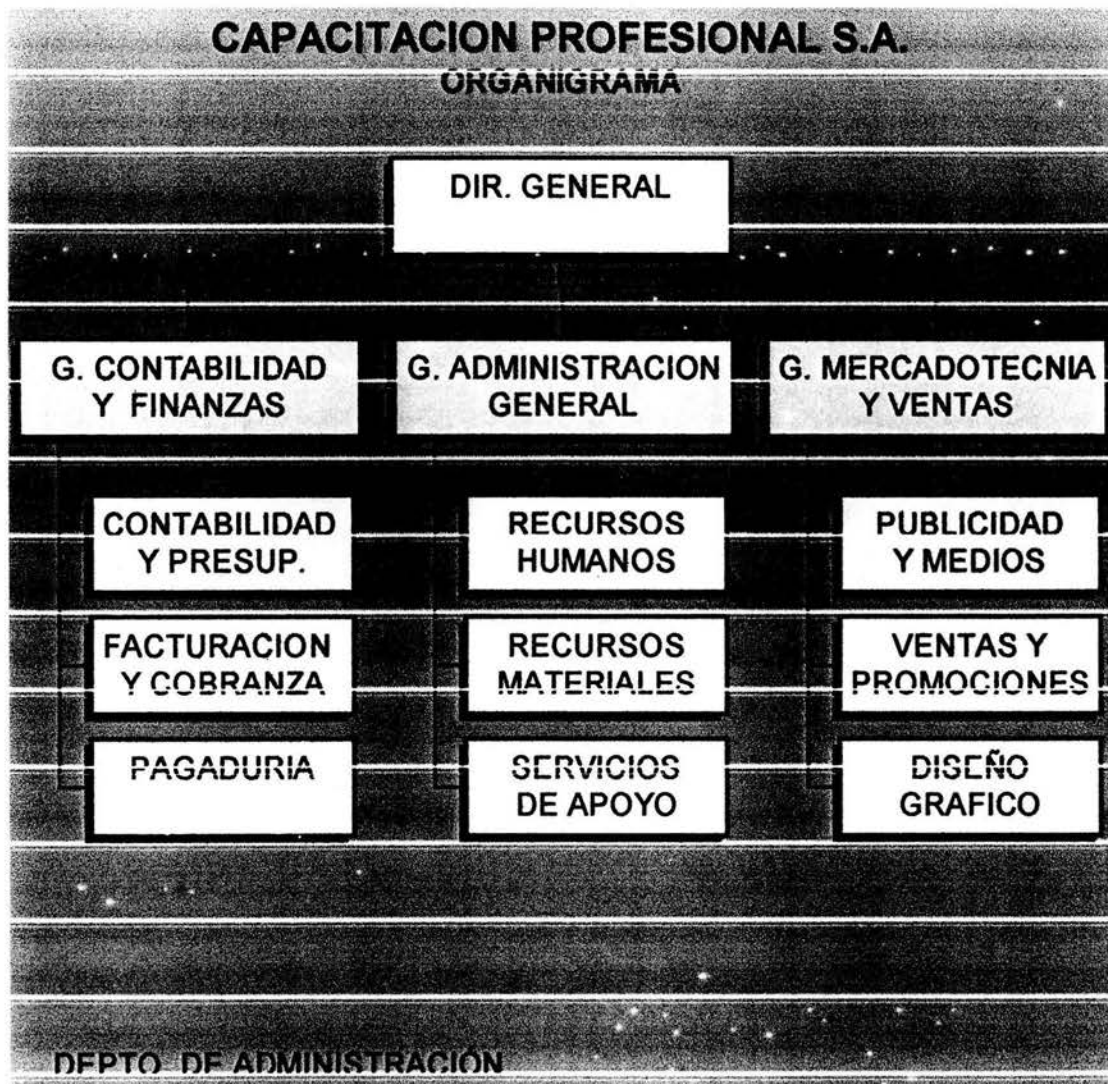 CAPACITACION PROFESIONAL S.A.
ORGANIGRAMA
DIR. GENERAL
G. CONTABILIDAD
Y FINANZAS
G. ADMINISTRACION
GENERAL
G. MERCADOTECNIA
Y VENTAS
CONTABILIDAD
Y PRESUP.
RECURSOS
HUMANOS
PUBLICIDAD
Y MEDIOS
FACTURACION
Y COBRANZA
RECURSOS
MATERIALES
VENTAS Y
PROMOCIONES
PAGADURIA
SERVICIOS
DE APOYO
DISEÑO
GRAFICO
DEPTO. DE ADMINISTRACIÓN